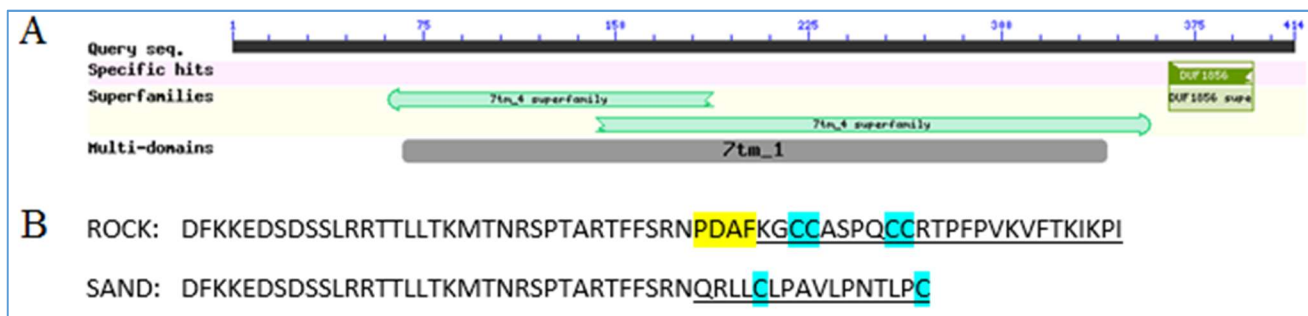 A
1 75 150 225 300 375 414
Query seq.
Specific hits DUF1856
Superfamilies 7tm_4 superfamily DUF1856 supe
7tm_4 superfamily
Multi-domains 7tm_1
B ROCK: DFKKEDSDSSLRRTTLLTKMTNRSPTARTFFSRNPDAFKGCCASPQCCRTPFPVKVFTKIKPI
SAND: DFKKEDSDSSLRRTTLLTKMTNRSPTARTFFSRNQRLLCLPAVLPNTLPC